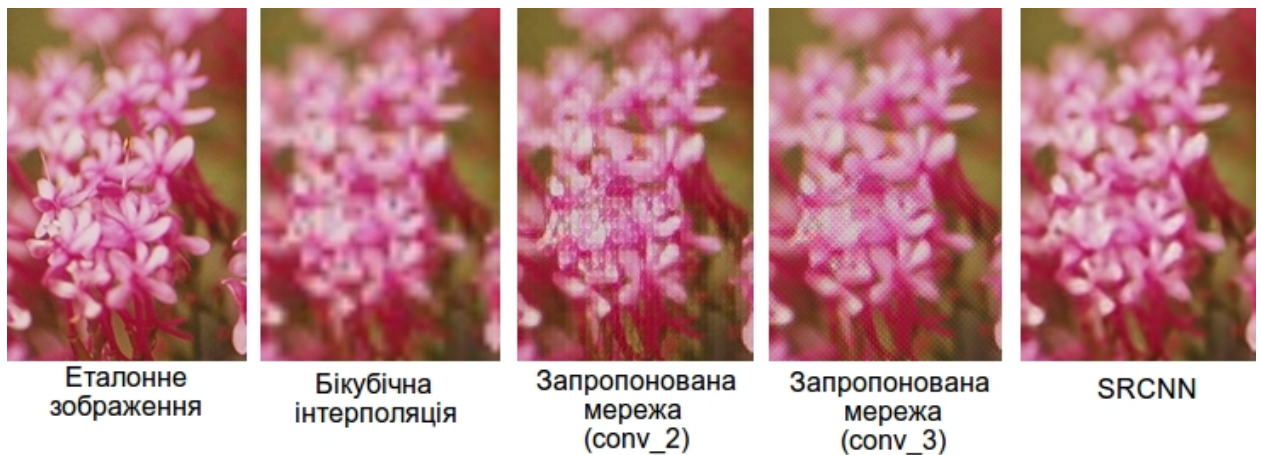 Еталонне
зображення
Бікубічна
інтерполяція
Запропонована
мережа
(conv_2)
Запропонована
мережа
(conv_3)
SRCNN